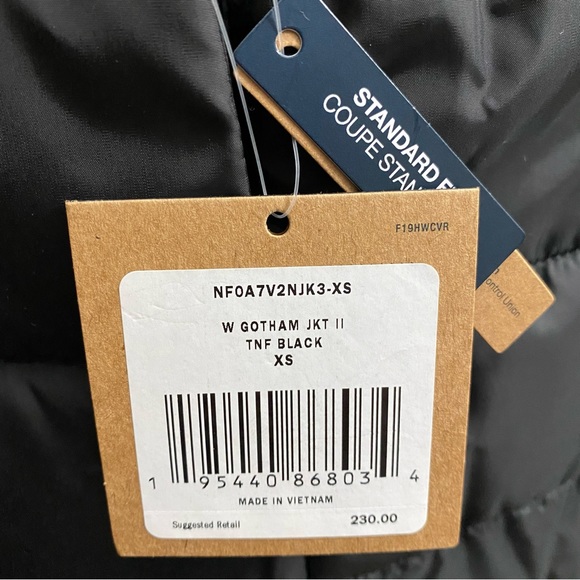 STANDARD
COUPE STAN
F19HWCVR
Control Union
NF0A7V2NJK3-XS
W GOTHAM JKT II
TNF BLACK
XS
1 95440 86803 4
MADE IN VIETNAM
Suggested Retail 230.00